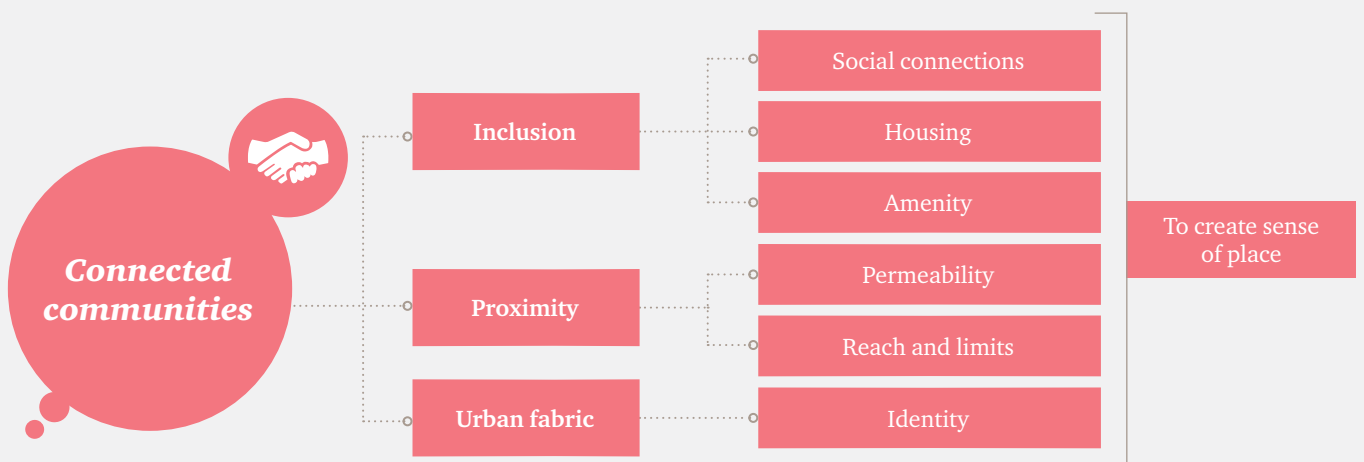 Connected
communities
Inclusion
Social connections
Housing
Amenity
Proximity
Permeability
Reach and limits
Urban fabric
Identity
To create sense
of place